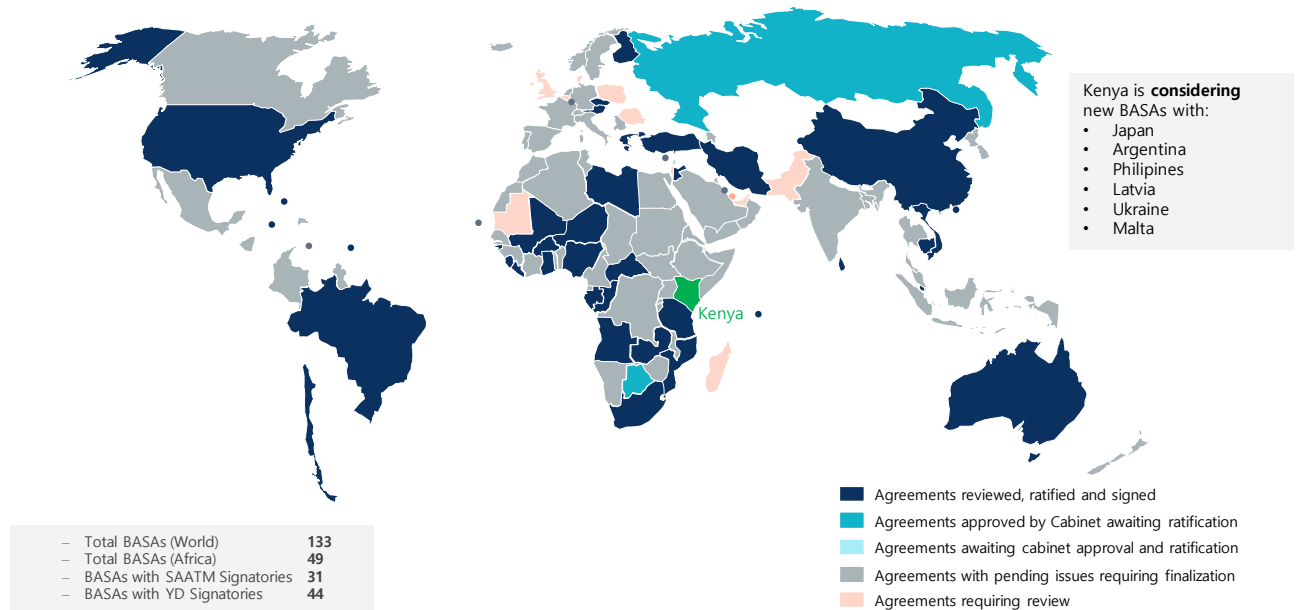 Kenya is considering
new BASAs with:
• Japan
• Argentina
• Philipines
• Latvia
• Ukraine
• Malta
Kenya
Agreements reviewed, ratified and signed
Agreements approved by Cabinet awaiting ratification
Agreements awaiting cabinet approval and ratification
Agreements with pending issues requiring finalization
Agreements requiring review
– Total BASAs (World) 133
– Total BASAs (Africa) 49
– BASAs with SAATM Signatories 31
– BASAs with YD Signatories 44